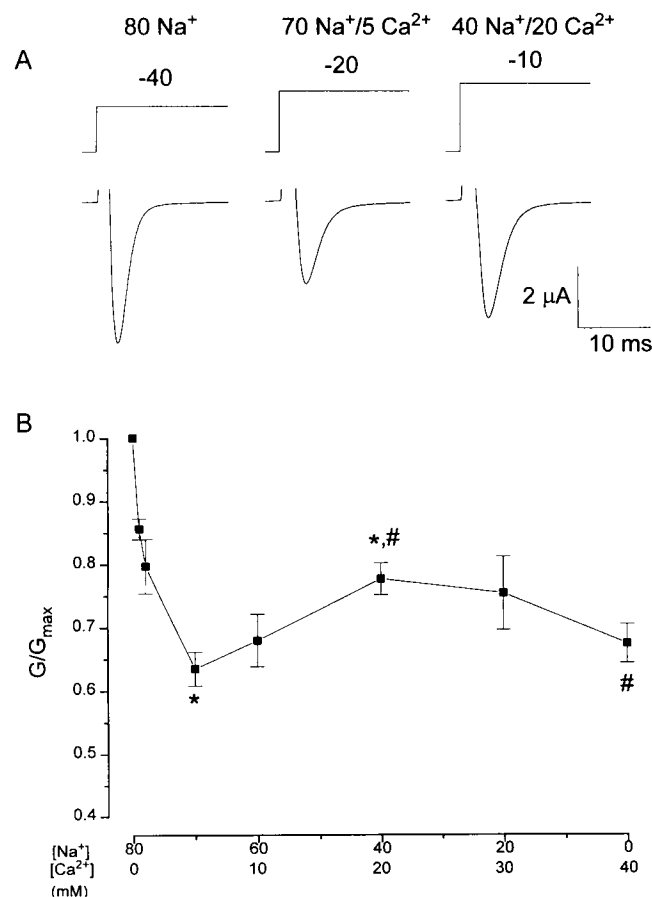 80 Na⁺ 70 Na⁺/5 Ca²⁺ 40 Na⁺/20 Ca²⁺
A
-40 -20 -10
2 μA
10 ms
B
1.0
0.9
*,#
0.8
0.7
G/Gmax
0.6
*
#
0.5
0.4
[Na⁺] 80 60 40 20 0
[Ca²⁺] 0 10 20 30 40
(mM)